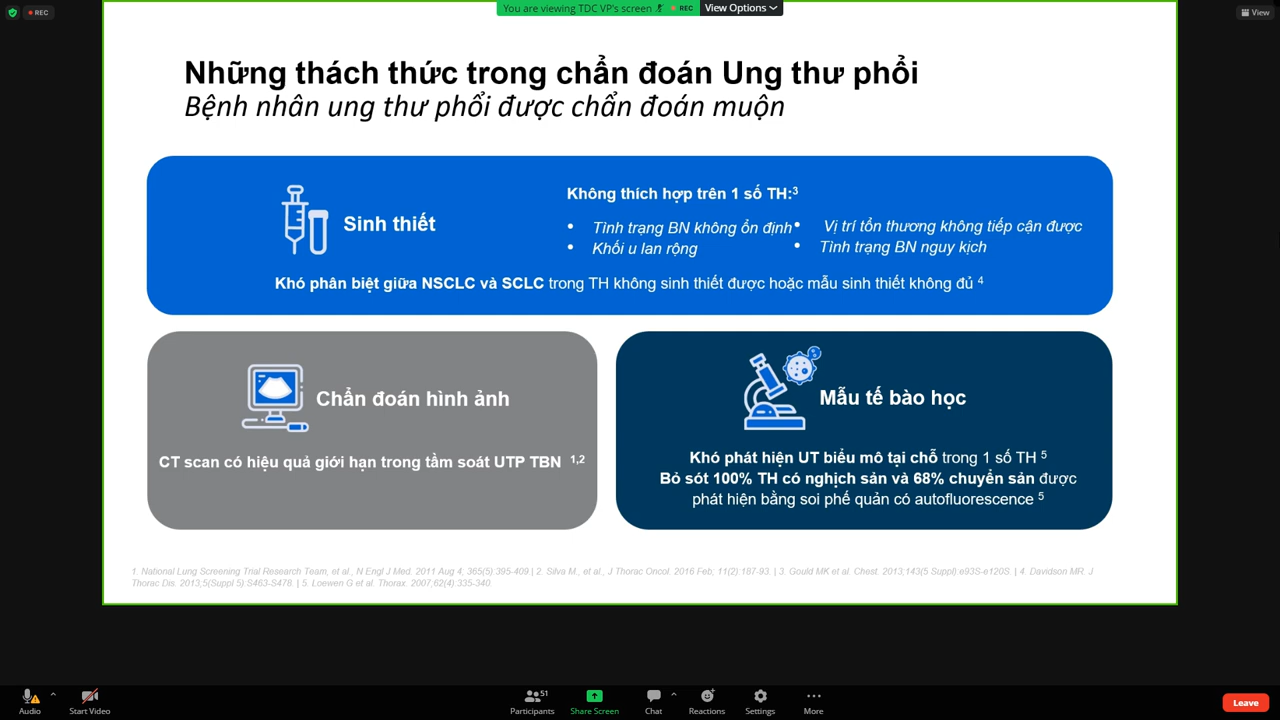 REC
You are viewing TDC VP's screen REC View Options
View
Những thách thức trong chẩn đoán Ung thư phổi
Bệnh nhân ung thư phổi được chẩn đoán muộn
Sinh thiết
Không thích hợp trên 1 số TH:3
• Tình trạng BN không ổn định
• Khối u lan rộng
• Vị trí tổn thương không tiếp cận được
• Tình trạng BN nguy kịch
Khó phân biệt giữa NSCLC và SCLC trong TH không sinh thiết được hoặc mẫu sinh thiết không đủ 4
Chẩn đoán hình ảnh
CT scan có hiệu quả giới hạn trong tầm soát UTP TBN 1,2
Mẫu tế bào học
Khó phát hiện UT biểu mô tại chỗ trong 1 số TH 5
Bỏ sót 100% TH có nghịch sản và 68% chuyển sản được
phát hiện bằng soi phế quản có autofluorescence 5
1. National Lung Screening Trial Research Team, et al., N Engl J Med. 2011 Aug 4; 365(5):395-409 | 2. Silva M., et al., J Thorac Oncol. 2016 Feb; 11(2):187-93. | 3. Gould MK et al. Chest. 2013;143(5 Suppl):e93S-e120S. | 4. Davidson MR. J
Thorac Dis. 2013;5(Suppl 5):S463-S478. | 5. Loewen G et al. Thorax. 2007;62(4):335-340.
Audio
Start Video
51
Participants
Share Screen
Chat
Reactions
Settings
More
Leave